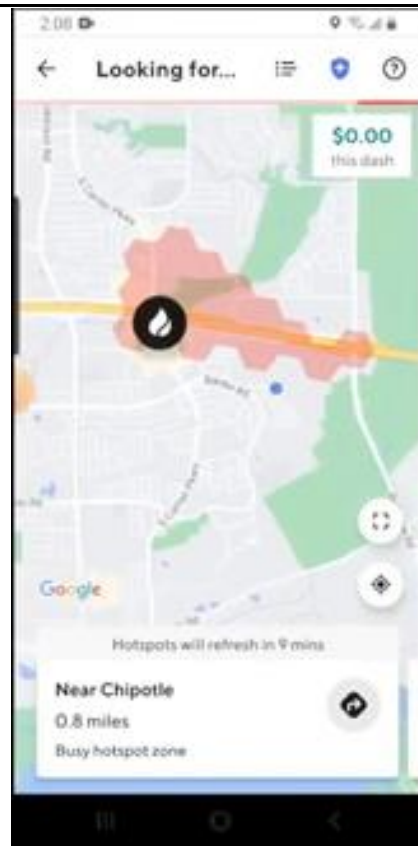 2:08
Looking for...
$0.00
this dash
Google
Hotspots will refresh in 9 mins
Near Chipotle
0.8 miles
Busy hotspot zone